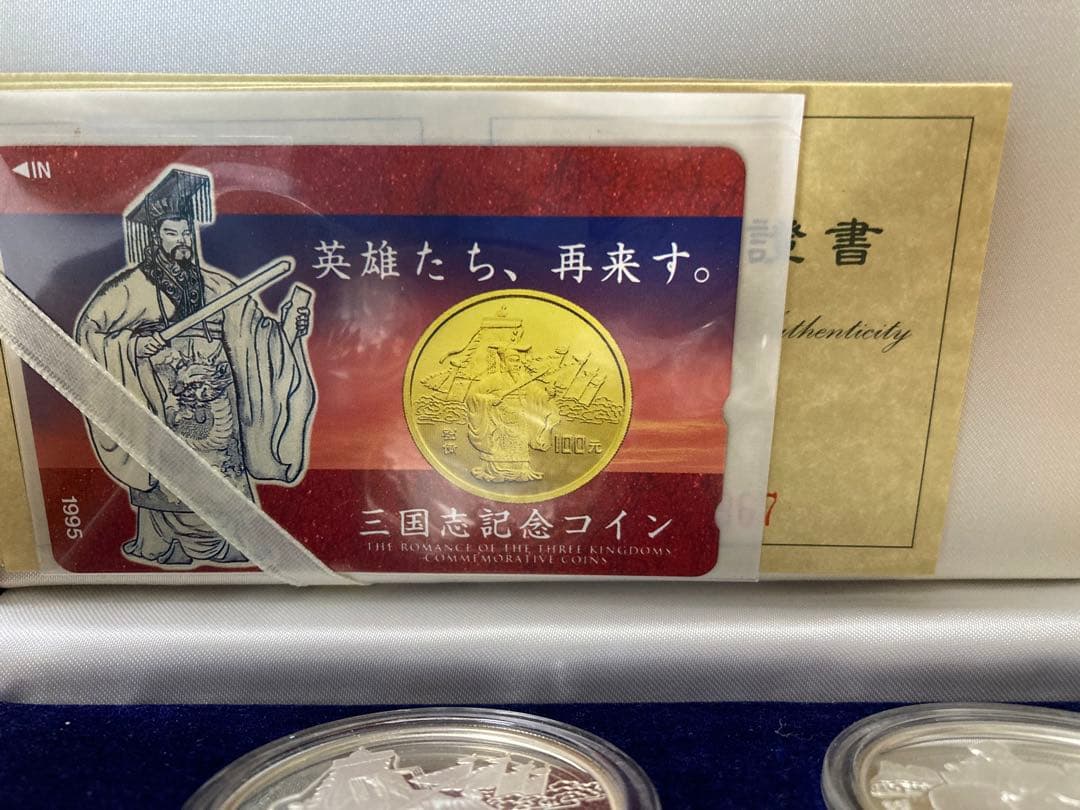 ◀IN
英雄たち、再来す。
100元
三国志記念コイン
THE ROMANCE OF THE THREE KINGDOMS
COMMEMORATIVE COINS
1995
證書
Authenticity